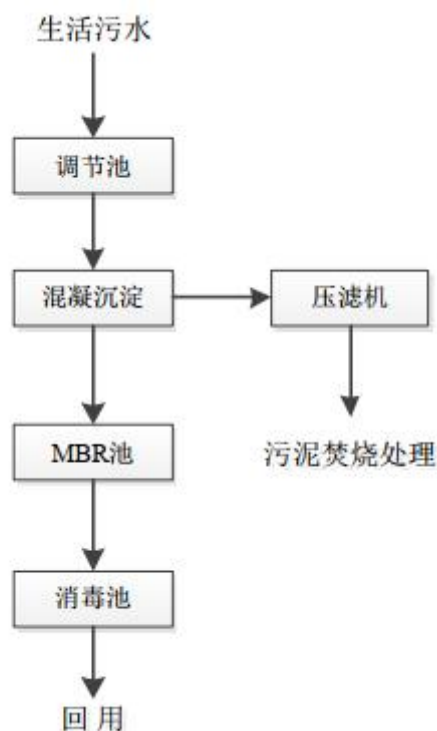 生活污水
调节池
混凝沉淀
压滤机
MBR池
污泥焚烧处理
消毒池
回 用